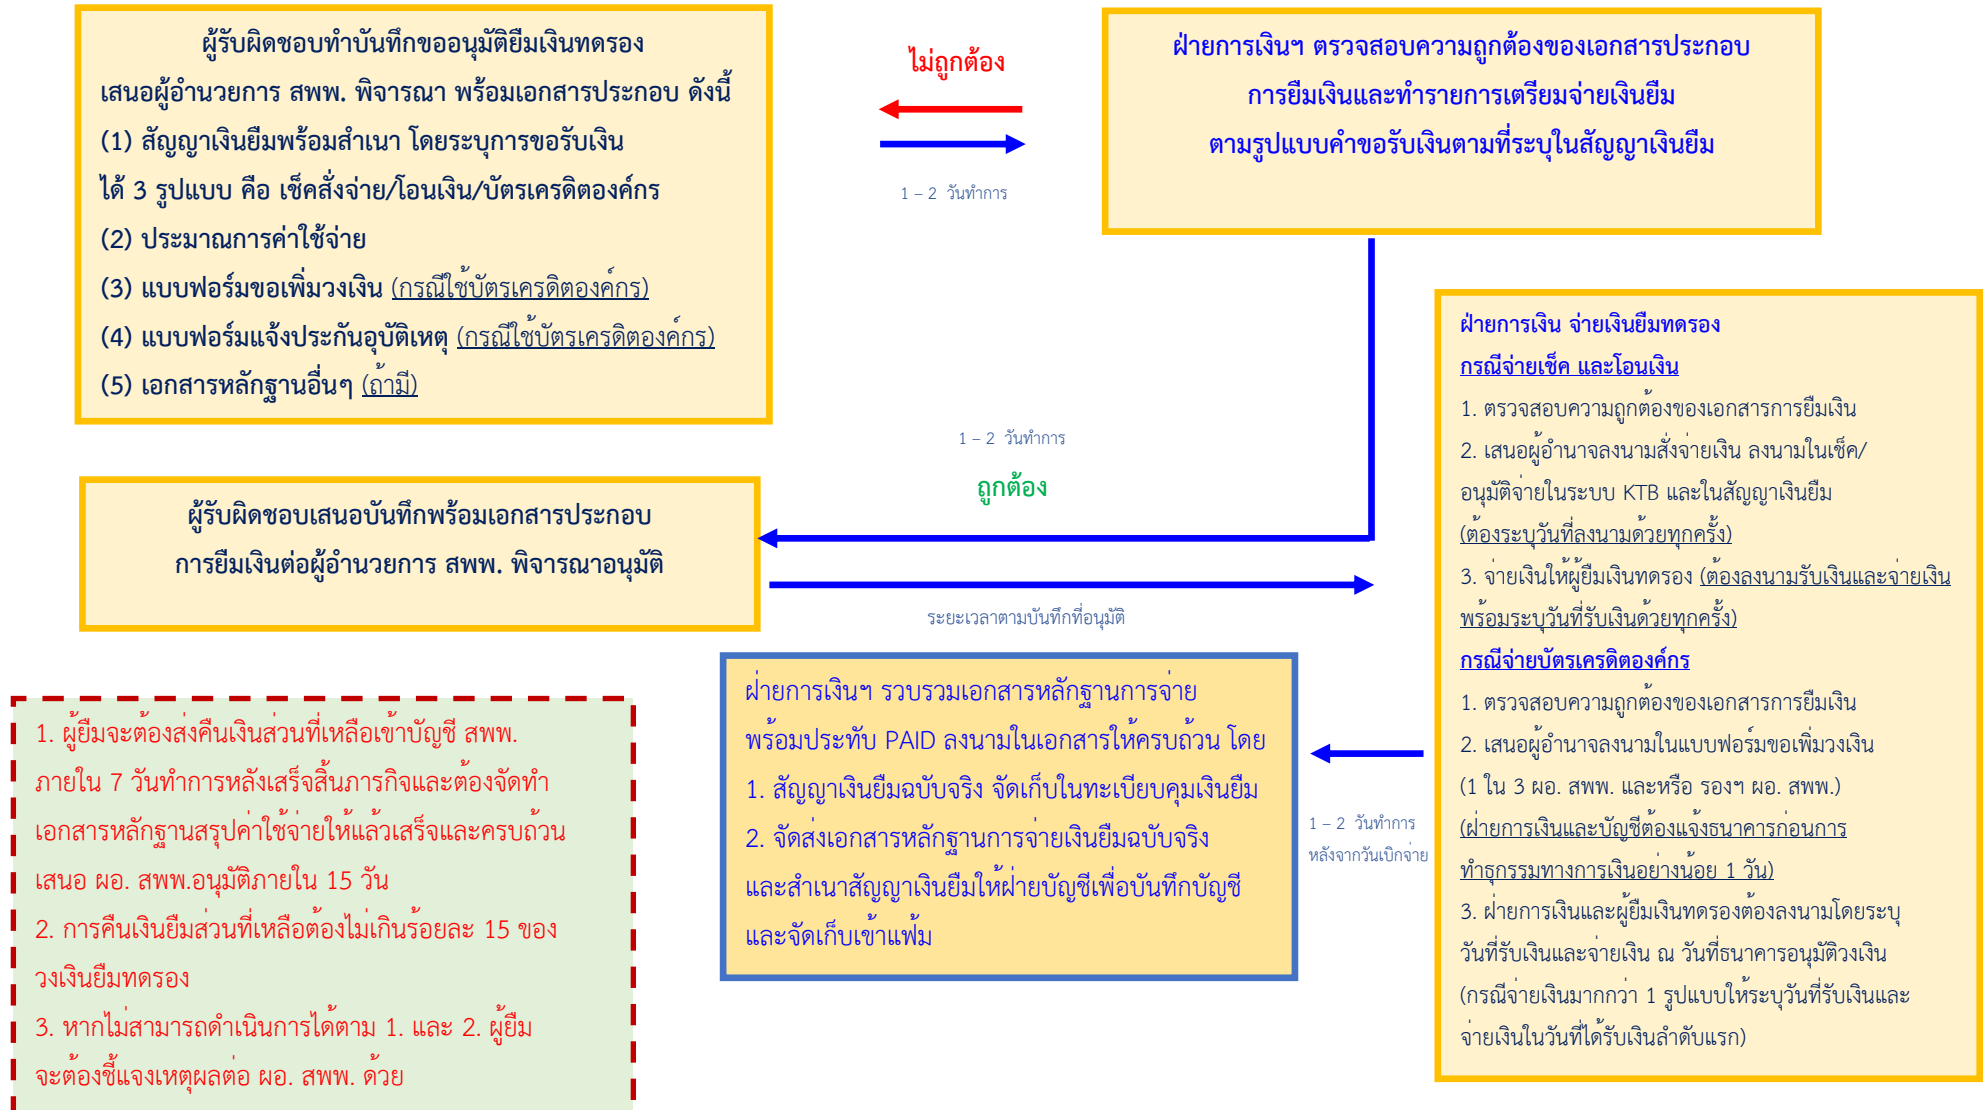 ผู้รับผิดชอบทำบันทึกขออนุมัติยืมเงินทดรอง
เสนอผู้อำนวยการ สพพ. พิจารณา พร้อมเอกสารประกอบ ดังนี้
(1) สัญญาเงินยืมพร้อมสำเนา โดยระบุการขอรับเงิน
ได้ 3 รูปแบบ คือ เช็คสั่งจ่าย/โอนเงิน/บัตรเครดิตองค์กร
(2) ประมาณการค่าใช้จ่าย
(3) แบบฟอร์มขอเพิ่มวงเงิน (กรณีใช้บัตรเครดิตองค์กร)
(4) แบบฟอร์มแจ้งประกันอุบัติเหตุ (กรณีใช้บัตรเครดิตองค์กร)
(5) เอกสารหลักฐานอื่นๆ (ถ้ามี)
ไม่ถูกต้อง
1 – 2 วันทำการ
ฝ่ายการเงินฯ ตรวจสอบความถูกต้องของเอกสารประกอบ
การยืมเงินและทำรายการเตรียมจ่ายเงินยืม
ตามรูปแบบคำขอรับเงินตามที่ระบุในสัญญาเงินยืม
1 – 2 วันทำการ
ถูกต้อง
ผู้รับผิดชอบเสนอบันทึกพร้อมเอกสารประกอบ
การยืมเงินต่อผู้อำนวยการ สพพ. พิจารณาอนุมัติ
ระยะเวลาตามบันทึกที่อนุมัติ
ฝ่ายการเงิน จ่ายเงินยืมทดรอง
กรณีจ่ายเช็ค และโอนเงิน
1. ตรวจสอบความถูกต้องของเอกสารการยืมเงิน
2. เสนอผู้อำนาจลงนามสั่งจ่ายเงิน ลงนามในเช็ค/
อนุมัติจ่ายในระบบ KTB และในสัญญาเงินยืม
(ต้องระบุวันที่ลงนามด้วยทุกครั้ง)
3. จ่ายเงินให้ผู้ยืมเงินทดรอง (ต้องลงนามรับเงินและจ่ายเงิน
พร้อมระบุวันที่รับเงินด้วยทุกครั้ง)
กรณีจ่ายบัตรเครดิตองค์กร
1. ตรวจสอบความถูกต้องของเอกสารการยืมเงิน
2. เสนอผู้อำนาจลงนามในแบบฟอร์มขอเพิ่มวงเงิน
(1 ใน 3 ผอ. สพพ. และหรือ รองฯ ผอ. สพพ.)
(ฝ่ายการเงินและบัญชีต้องแจ้งธนาคารก่อนการ
ทำธุกรรมทางการเงินอย่างน้อย 1 วัน)
3. ฝ่ายการเงินและผู้ยืมเงินทดรองต้องลงนามโดยระบุ
วันที่รับเงินและจ่ายเงิน ณ วันที่ธนาคารอนุมัติวงเงิน
(กรณีจ่ายเงินมากกว่า 1 รูปแบบให้ระบุวันที่รับเงินและ
จ่ายเงินในวันที่ได้รับเงินลำดับแรก)
1 – 2 วันทำการ
หลังจากวันเบิกจ่าย
ฝ่ายการเงินฯ รวบรวมเอกสารหลักฐานการจ่าย
พร้อมประทับ PAID ลงนามในเอกสารให้ครบถ้วน โดย
1. สัญญาเงินยืมฉบับจริง จัดเก็บในทะเบียบคุมเงินยืม
2. จัดส่งเอกสารหลักฐานการจ่ายเงินยืมฉบับจริง
และสำเนาสัญญาเงินยืมให้ฝ่ายบัญชีเพื่อบันทึกบัญชี
และจัดเก็บเข้าแฟ้ม
1. ผู้ยืมจะต้องส่งคืนเงินส่วนที่เหลือเข้าบัญชี สพพ.
ภายใน 7 วันทำการหลังเสร็จสิ้นภารกิจและต้องจัดทำ
เอกสารหลักฐานสรุปค่าใช้จ่ายให้แล้วเสร็จและครบถ้วน
เสนอ ผอ. สพพ.อนุมัติภายใน 15 วัน
2. การคืนเงินยืมส่วนที่เหลือต้องไม่เกินร้อยละ 15 ของ
วงเงินยืมทดรอง
3. หากไม่สามารถดำเนินการได้ตาม 1. และ 2. ผู้ยืม
จะต้องชี้แจงเหตุผลต่อ ผอ. สพพ. ด้วย